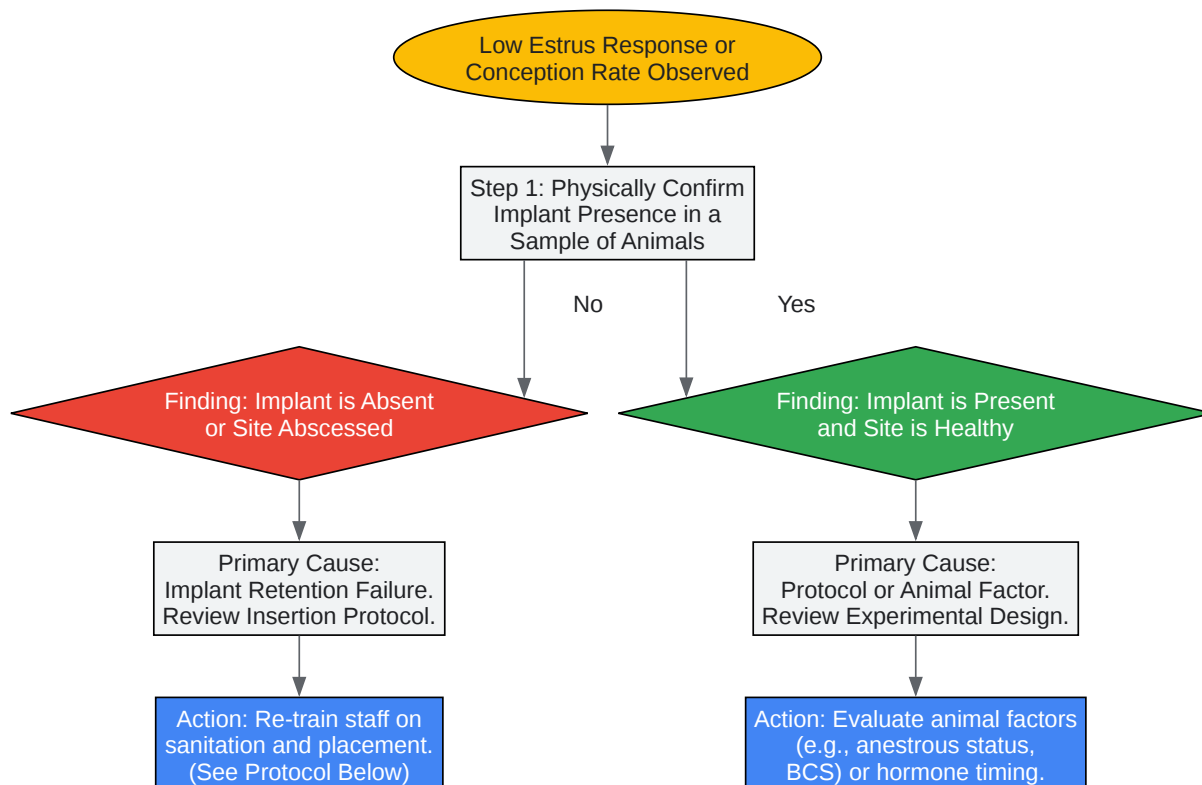 Low Estrus Response or
Conception Rate Observed
Step 1: Physically Confirm
Implant Presence in a
Sample of Animals
No
Yes
Finding: Implant is Absent
or Site Abscessed
Finding: Implant is Present
and Site is Healthy
Primary Cause:
Implant Retention Failure.
Review Insertion Protocol.
Primary Cause:
Protocol or Animal Factor.
Review Experimental Design.
Action: Re-train staff on
sanitation and placement.
(See Protocol Below)
Action: Evaluate animal factors
(e.g., anestrous status,
BCS) or hormone timing.